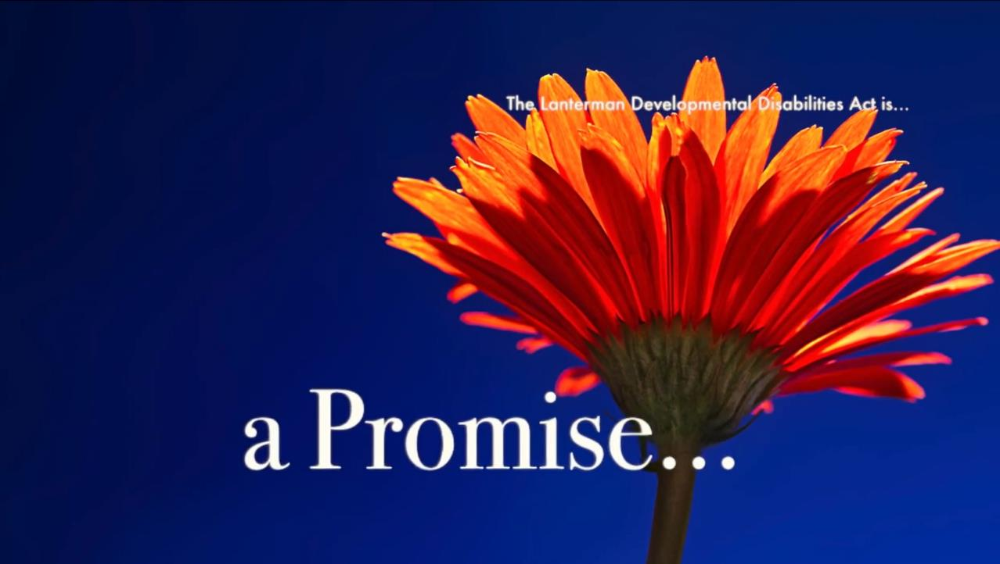 The Lanterman Developmental Disabilities Act is...
a Promise...